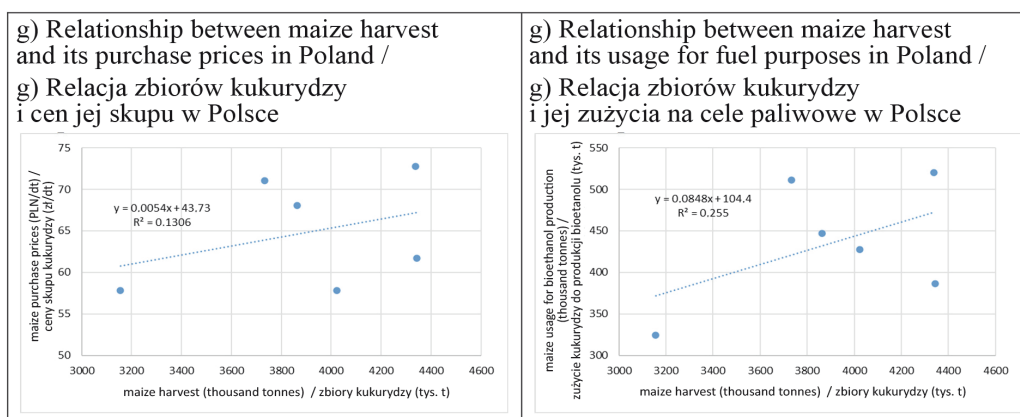 g) Relationship between maize harvest
and its purchase prices in Poland /
g) Relacja zbiorów kukurydzy
i cen jej skupu w Polsce
maize purchase prices (PLN/dt) /
ceny skupu kukurydzy (zł/dt)
75
70
65
60
55
50
y = 0.0054x + 43.73
R² = 0.1306
3000 3200 3400 3600 3800 4000 4200 4400 4600
maize harvest (thousand tonnes) / zbiory kukurydzy (tys. t)
g) Relationship between maize harvest
and its usage for fuel purposes in Poland /
g) Relacja zbiorów kukurydzy
i jej zużycia na cele paliwowe w Polsce
maize usage for bioethanol production
(thousand tonnes) /
zużycie kukurydzy do produkcji bioetanolu (tys. t)
550
500
450
400
350
300
y = 0.0848x + 104.4
R² = 0.255
3000 3200 3400 3600 3800 4000 4200 4400 4600
maize harvest (thousand tonnes) / zbiory kukurydzy (tys. t)